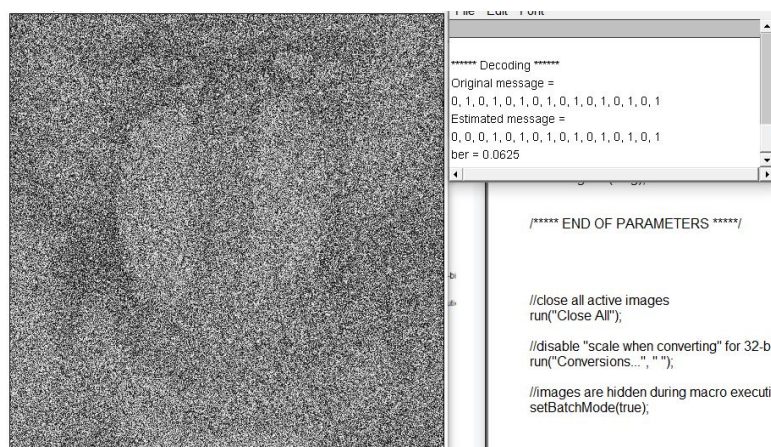 File Edit Font
****** Decoding ******
Original message =
0, 1, 0, 1, 0, 1, 0, 1, 0, 1, 0, 1, 0, 1, 0, 1
Estimated message =
0, 0, 0, 1, 0, 1, 0, 1, 0, 1, 0, 1, 0, 1, 0, 1
ber = 0.0625
/***** END OF PARAMETERS *****/
//close all active images
run("Close All");
//disable "scale when converting" for 32-b
run("Conversions...", " ");
//images are hidden during macro executi
setBatchMode(true);